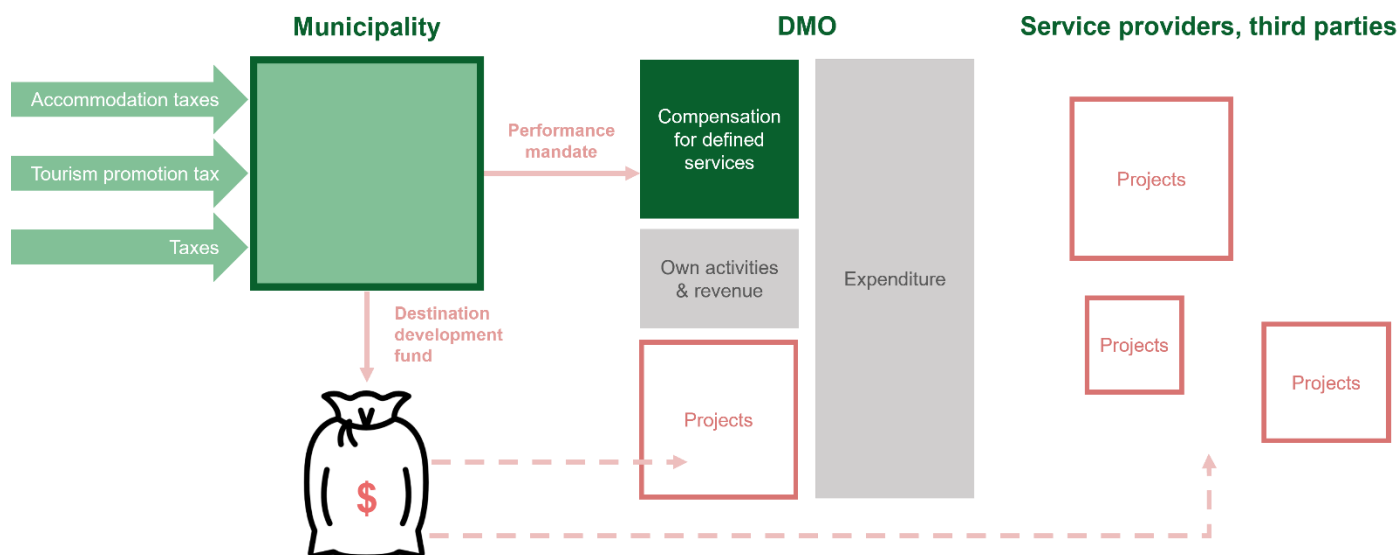 Municipality
DMO
Service providers, third parties
Accommodation taxes
Tourism promotion tax
Taxes
Performance
mandate
Destination
development
fund
$
Compensation
for defined
services
Own activities
& revenue
Projects
Expenditure
Projects
Projects
Projects